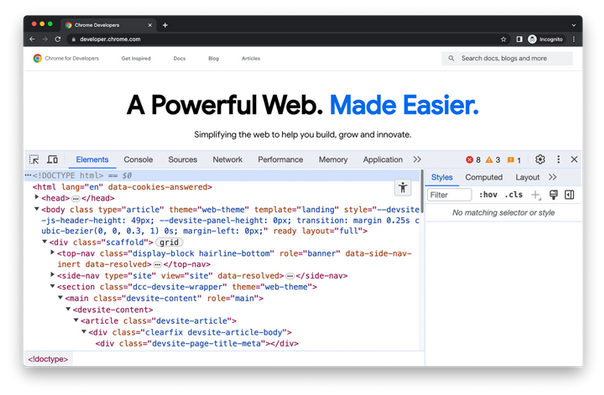 Chrome Developers
developer.chrome.com
Incognito
Chrome for Developers Get Inspired Docs Blog Articles Search docs, blogs and more
A Powerful Web. Made Easier.
Simplifying the web to help you build, grow and innovate.
Elements Console Sources Network Performance Memory Application 8 3 1
<!DOCTYPE html> == $0
<html lang="en" data-cookies-answered>
<head> </head>
<body class type="article" theme="web-theme" template="landing" style="--devsite
-js-header-height: 49px; --devsite-panel-height: 0px; transition: margin 0.25s c
ubic-bezier(0, 0, 0.3, 1) 0s; margin-left: 0px;" ready layout="full">
<div class="scaffold"> grid
<top-nav class="display-block hairline-bottom" role="banner" data-side-nav-
inert data-resolved> </top-nav>
<side-nav type="site" view="site" data-resolved> </side-nav>
<section class="dcc-devsite-wrapper" theme="web-theme">
<main class="devsite-content" role="main">
<devsite-content>
<article class="devsite-article">
<div class="clearfix devsite-article-body">
<div class="devsite-page-title-meta"></div>
<!doctype>
Styles Computed Layout
Filter :hov .cls
No matching selector or style